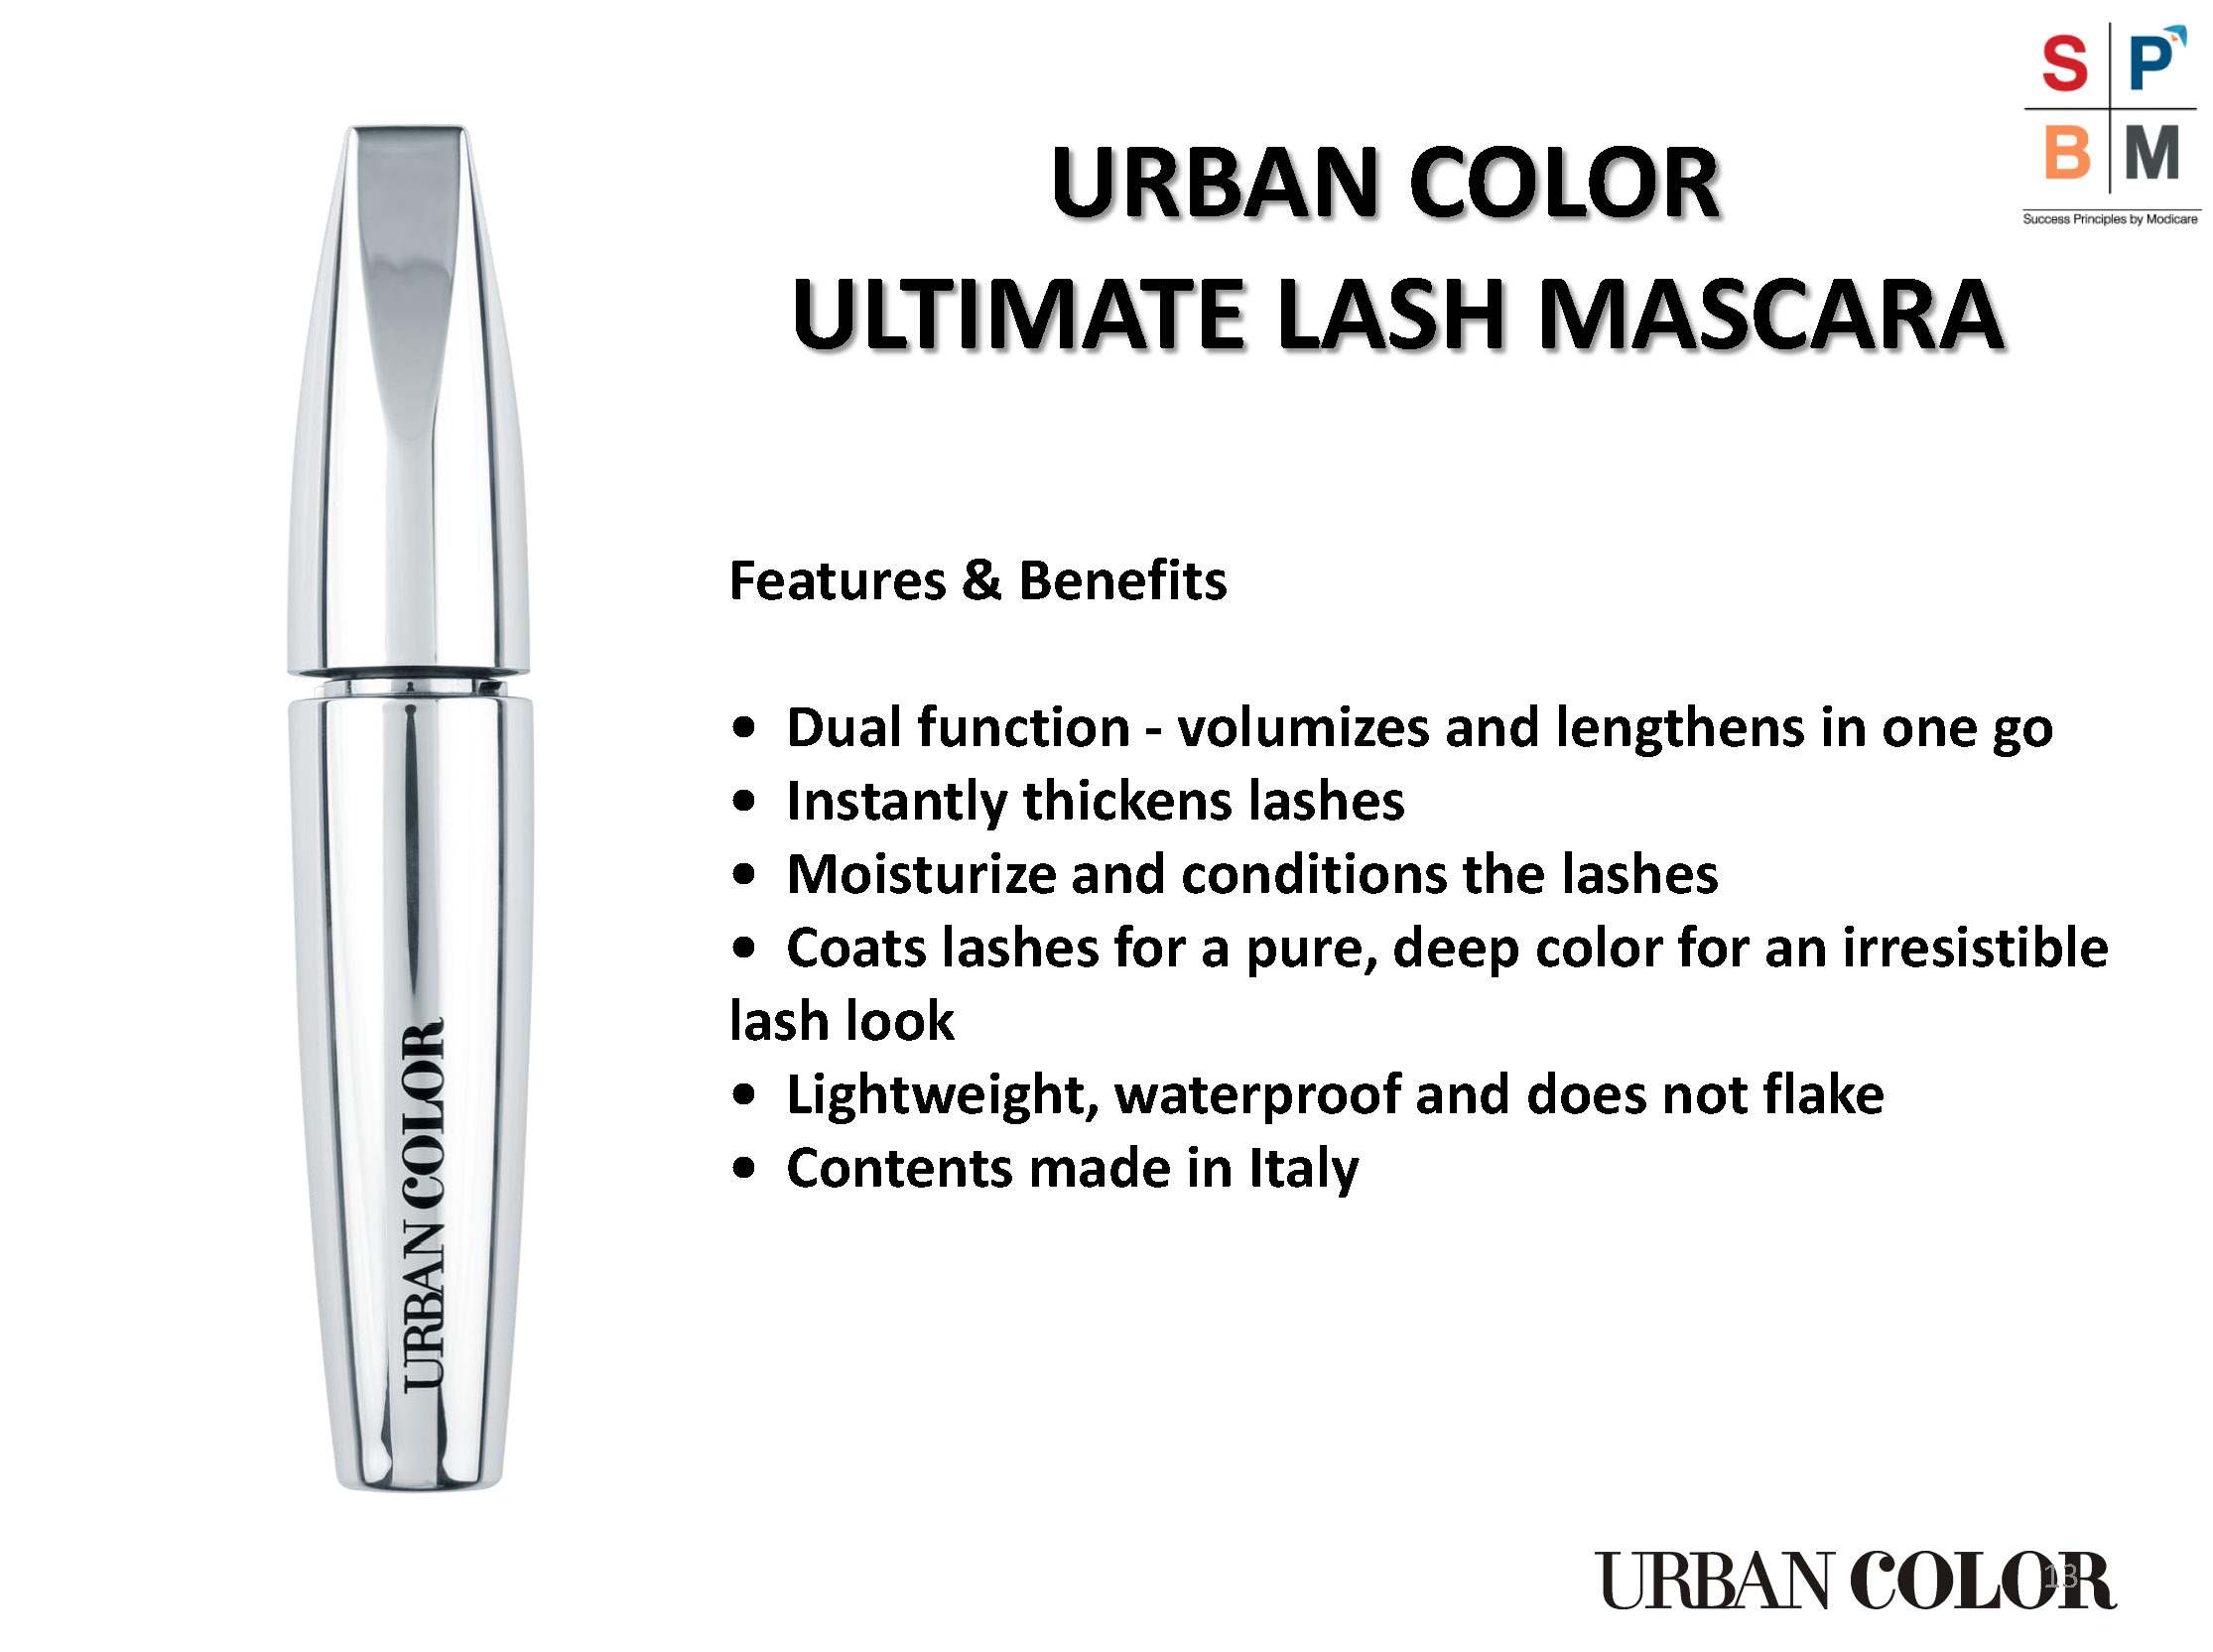 S P
B M
Success Principles by Modicare
URBAN COLOR
ULTIMATE LASH MASCARA
Features & Benefits
• Dual function - volumizes and lengthens in one go
• Instantly thickens lashes
• Moisturize and conditions the lashes
• Coats lashes for a pure, deep color for an irresistible
lash look
• Lightweight, waterproof and does not flake
• Contents made in Italy
URBAN COLOR
URBAN COLOR
13